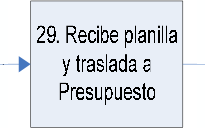 29. Recibe planilla
y traslada a
Presupuesto